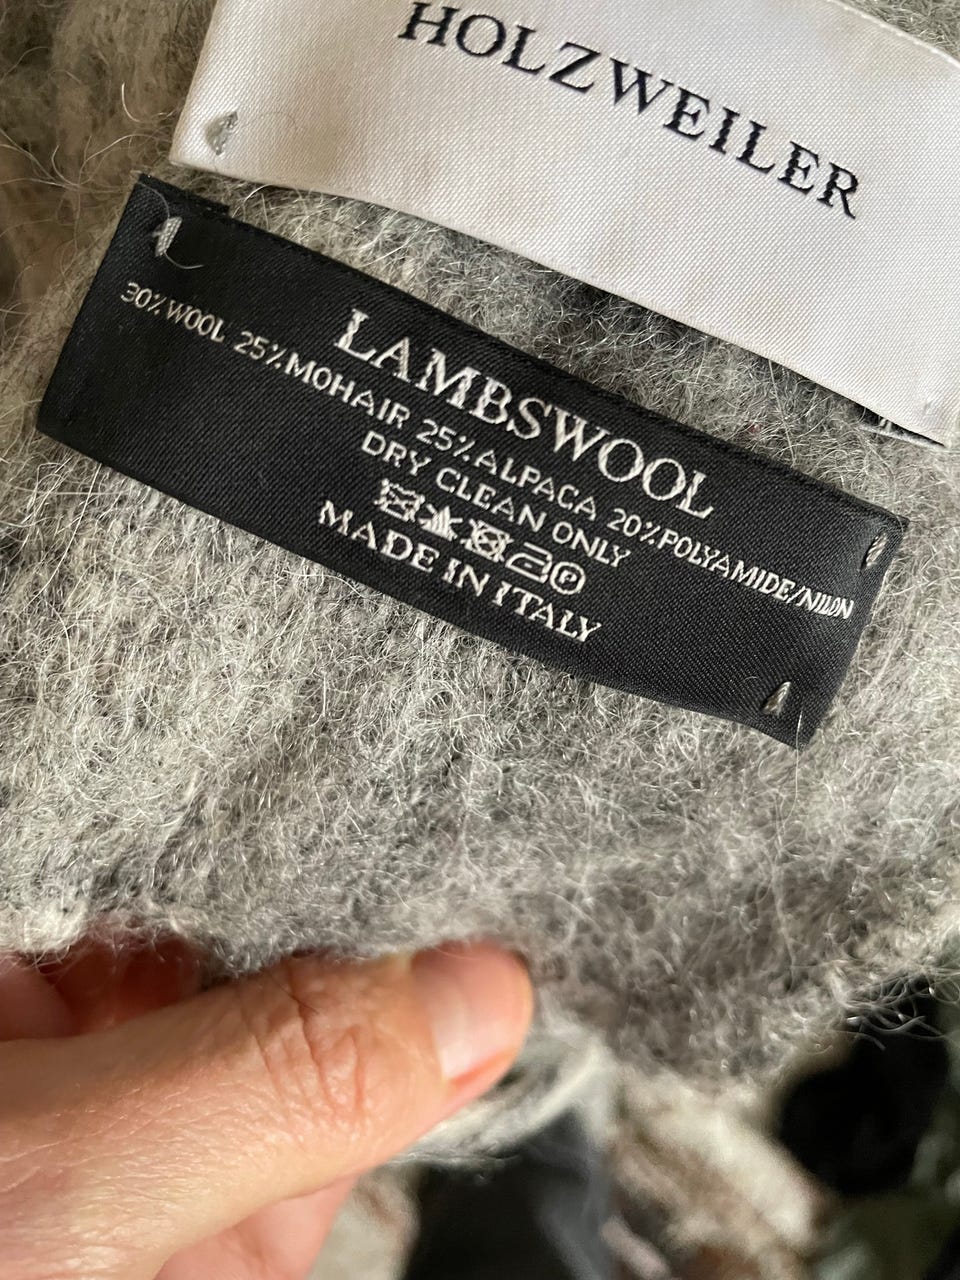 HOLZWEILER
LAMBSWOOL
30% WOOL 25% MOHAIR 25% ALPACA 20% POLYAMIDE/NILON
DRY CLEAN ONLY
P
MADE IN ITALY